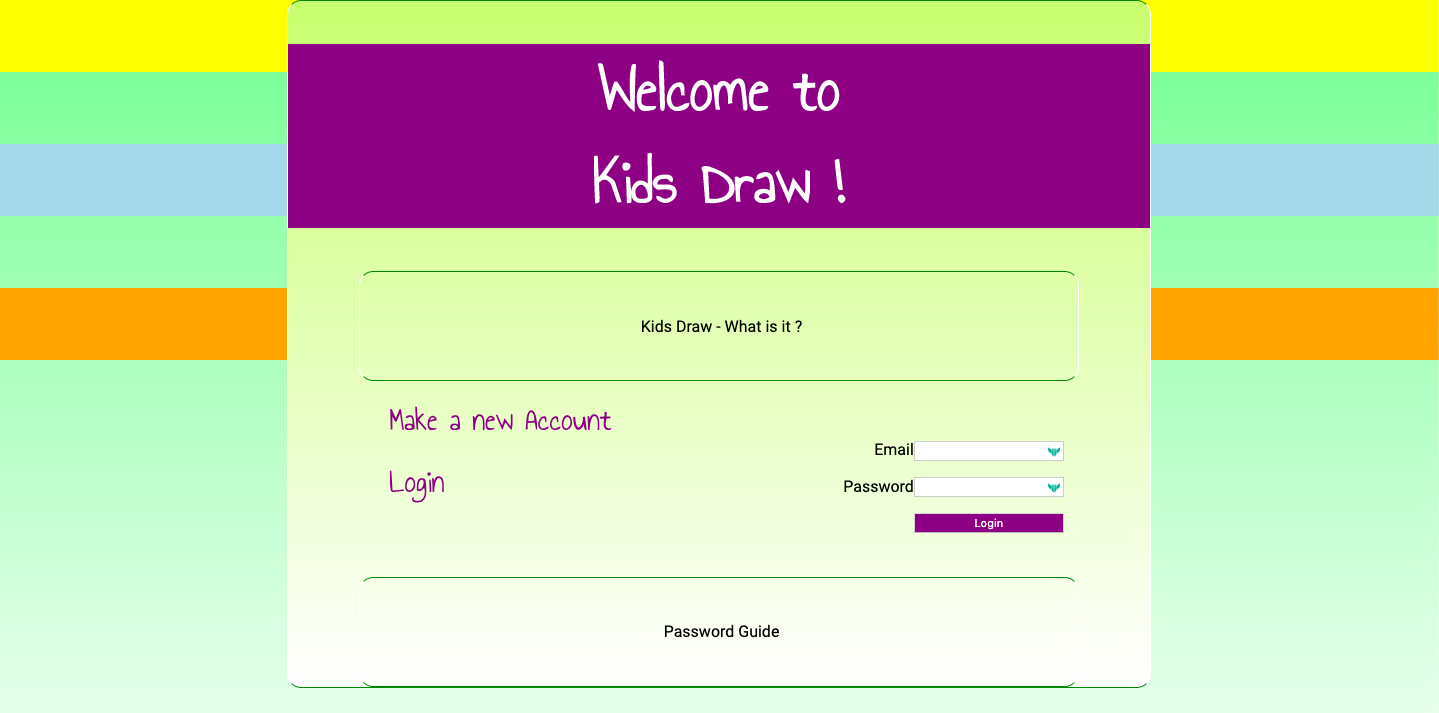 Welcome to
Kids Draw !
Kids Draw - What is it ?
Make a new Account
Login
Email
Password
Login
Password Guide